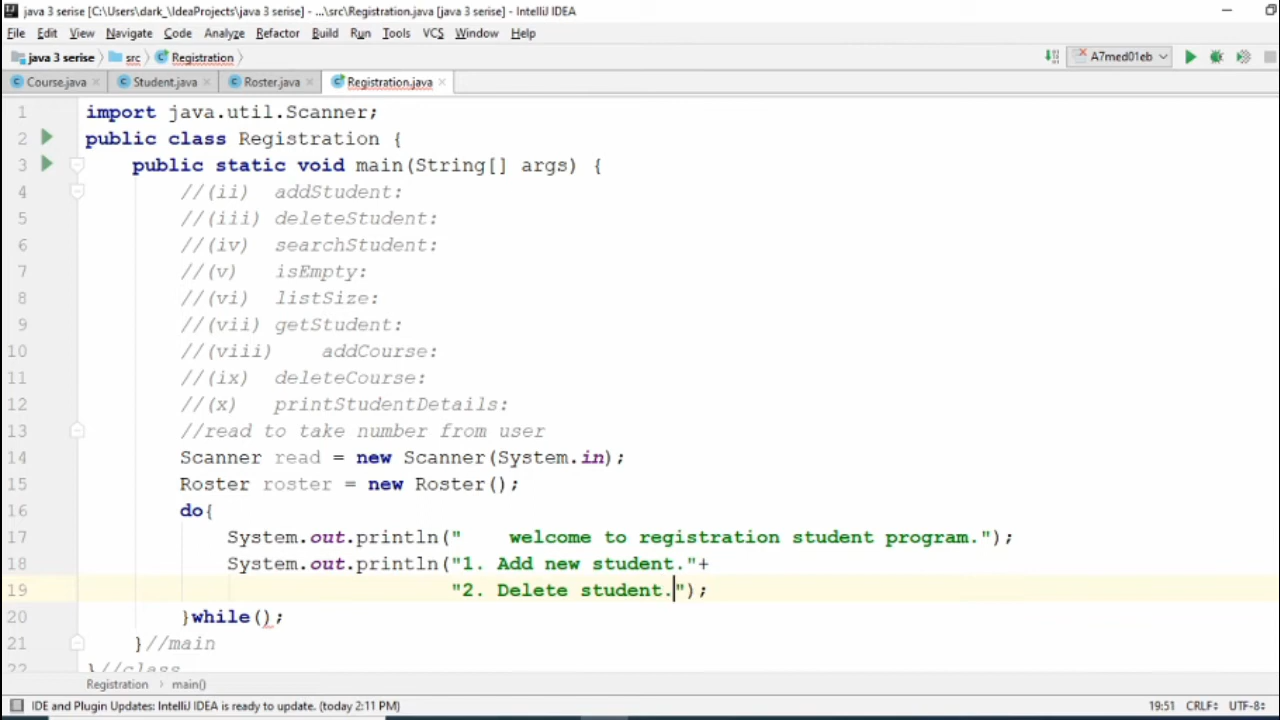 java 3 serise [C:\Users\dark_\IdeaProjects\java 3 serise] - ...\src\Registration.java [java 3 serise] - IntelliJ IDEA
File Edit View Navigate Code Analyze Refactor Build Run Tools VCS Window Help
java 3 serise src Registration A7med01eb
Course.java Student.java Roster.java Registration.java
1 import java.util.Scanner;
2 public class Registration {
3 public static void main(String[] args) {
4 //(ii) addStudent:
5 //(iii) deleteStudent:
6 //(iv) searchStudent:
7 //(v) isEmpty:
8 //(vi) listSize:
9 //(vii) getStudent:
10 //(viii) addCourse:
11 //(ix) deleteCourse:
12 //(x) printStudentDetails:
13 //read to take number from user
14 Scanner read = new Scanner(System.in);
15 Roster roster = new Roster();
16 do{
17 System.out.println("    welcome to registration student program.");
18 System.out.println("1. Add new student."+
19 "2. Delete student.");
20 }while();
21 }//main
22 }//class
Registration main()
IDE and Plugin Updates: IntelliJ IDEA is ready to update. (today 2:11 PM) 19:51 CRLF UTF-8